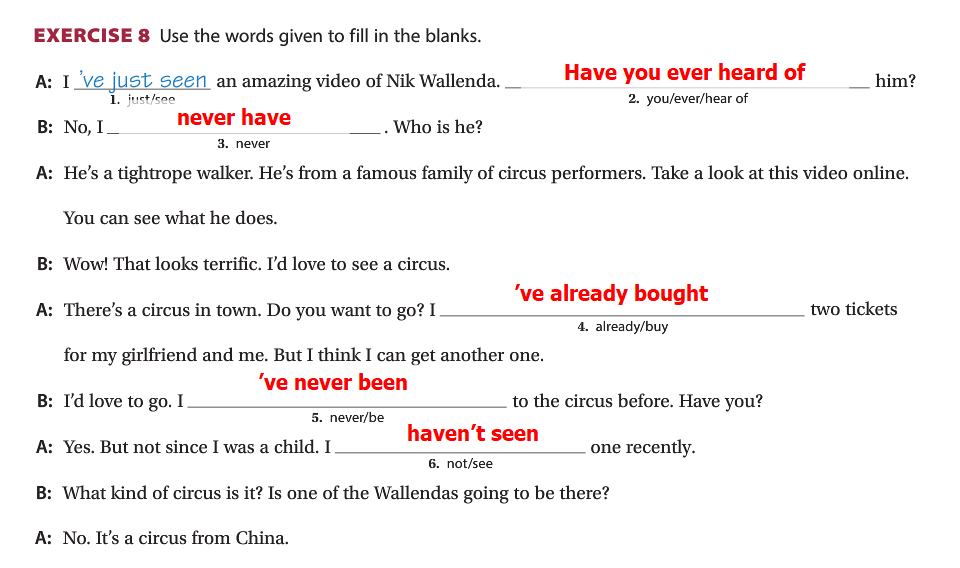 EXERCISE 8 Use the words given to fill in the blanks.
A: I 've just seen an amazing video of Nik Wallenda. Have you ever heard of him?
1. just/see 2. you/ever/hear of
B: No, I never have. Who is he?
3. never
A: He's a tightrope walker. He's from a famous family of circus performers. Take a look at this video online.
You can see what he does.
B: Wow! That looks terrific. I'd love to see a circus.
A: There's a circus in town. Do you want to go? I 've already bought two tickets
4. already/buy
for my girlfriend and me. But I think I can get another one.
B: I'd love to go. I 've never been to the circus before. Have you?
5. never/be
A: Yes. But not since I was a child. I haven't seen one recently.
6. not/see
B: What kind of circus is it? Is one of the Wallendas going to be there?
A: No. It's a circus from China.